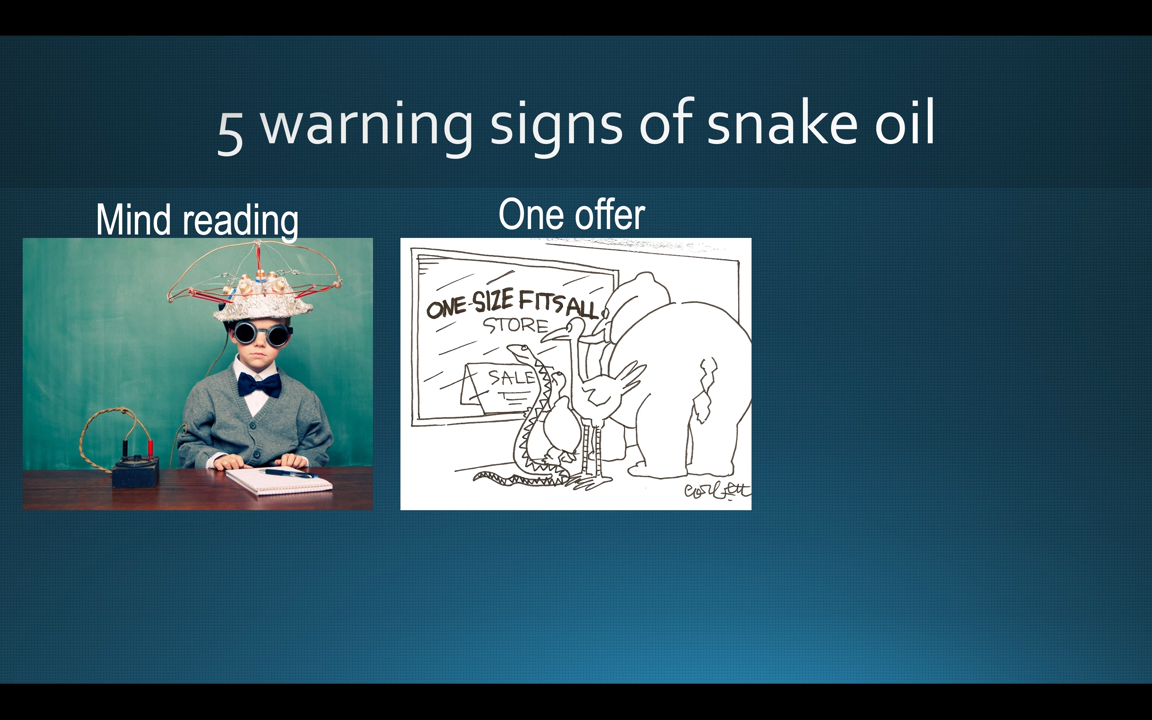 5 warning signs of snake oil
Mind reading
One offer
ONE-SIZE FITS ALL
STORE
SALE